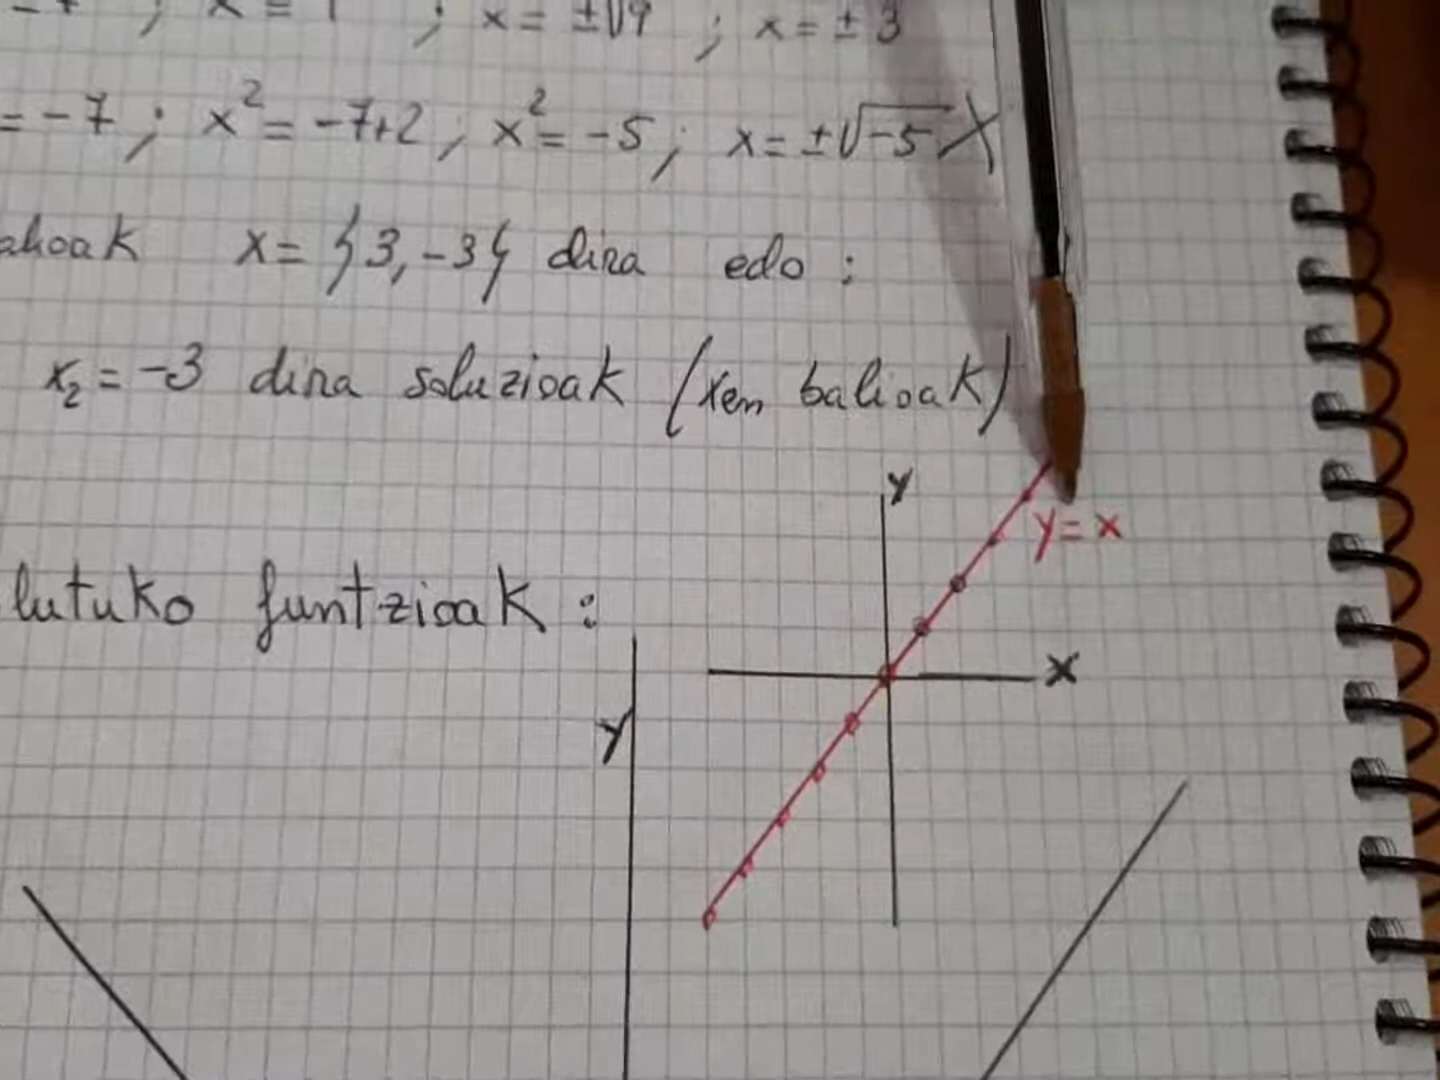 ; x = ; x = ±√9 ; x = ± 3
= -7 ; x² = -7+2 ; x² = -5 ; x = ±√-5 X
x = {3, -3} dira edo :
x₂ = -3 dira soluzioak (xen balioak)
Y
y = x
lutuko funtzioak :
X
Y